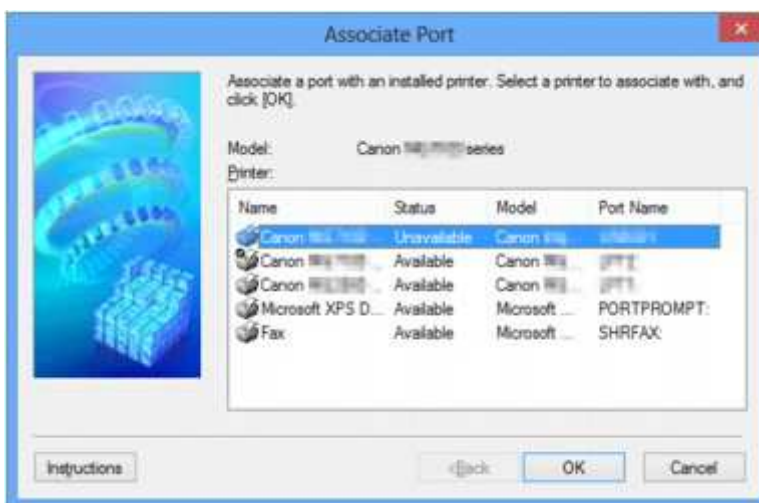 Associate Port
Associate a port with an installed printer. Select a printer to associate with, and
click [OK].
Model: Canon series
Printer:
Name Status Model Port Name
Canon ... Unavailable Canon
Canon ... Available Canon
Canon ... Available Canon
Microsoft XPS D... Available Microsoft ... PORTPROMPT:
Fax Available Microsoft ... SHRFAX:
Instructions <Back OK Cancel